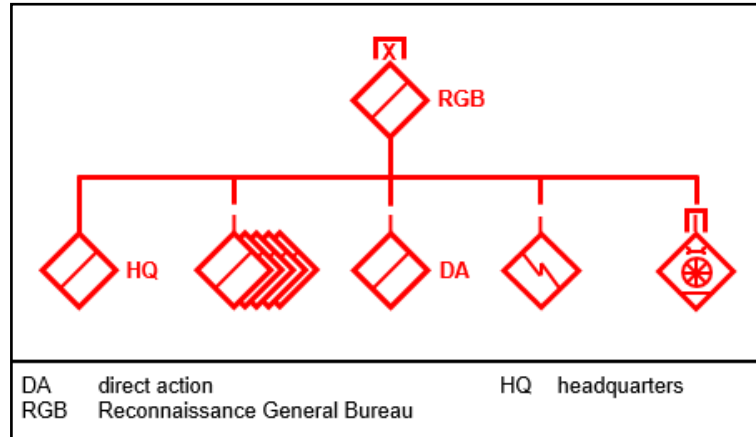 X
RGB
HQ
DA
DA direct action HQ headquarters
RGB Reconnaissance General Bureau